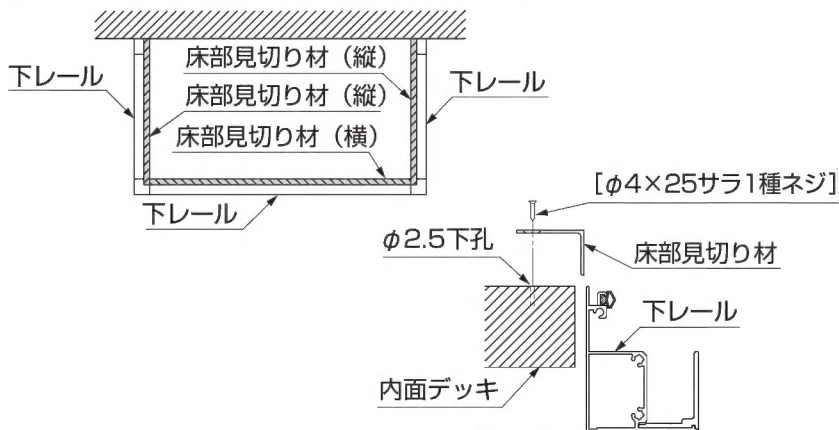 床部見切り材（縦）
下レール
下レール
床部見切り材（縦）
床部見切り材（横）
下レール
[φ4×25サラ1種ネジ]
φ2.5下孔
床部見切り材
下レール
内面デッキ